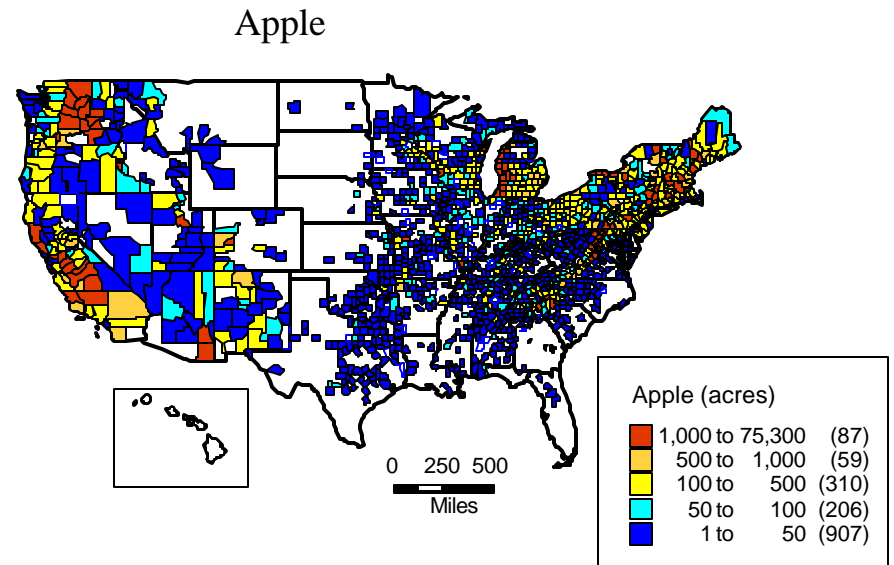 Apple
Apple (acres)
1,000 to 75,300 (87)
500 to 1,000 (59)
100 to 500 (310)
50 to 100 (206)
1 to 50 (907)
0 250 500
Miles